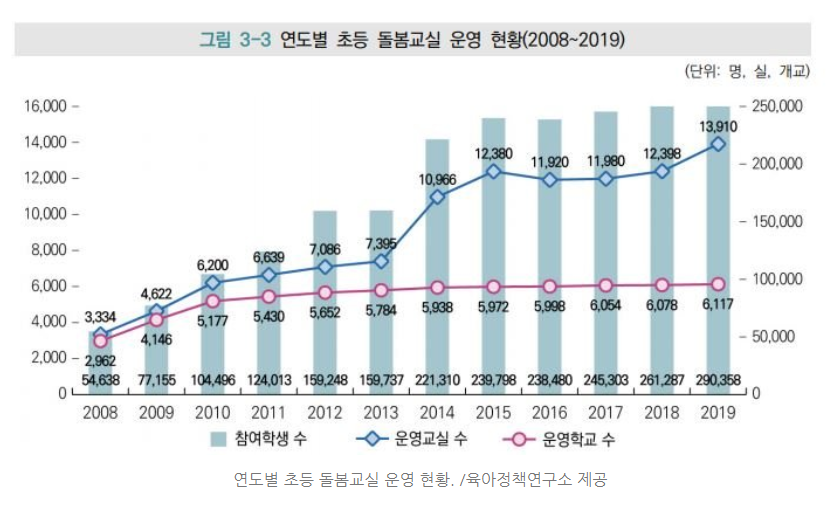 그림 3-3 연도별 초등 돌봄교실 운영 현황(2008~2019)
(단위: 명, 실, 개교)
16,000 250,000
14,000 200,000
12,000 150,000
10,000 100,000
8,000 50,000
6,000 0
4,000
2,000
0
3,334 4,622 6,200 6,639 7,086 7,395 10,966 12,380 11,920 11,980 12,398 13,910
2,962 4,146 5,177 5,430 5,652 5,784 5,938 5,972 5,998 6,054 6,078 6,117
54,638 77,155 104,496 124,013 159,248 159,737 221,310 239,798 238,480 245,303 261,287 290,358
2008 2009 2010 2011 2012 2013 2014 2015 2016 2017 2018 2019
참여학생 수 운영교실 수 운영학교 수
연도별 초등 돌봄교실 운영 현황. /육아정책연구소 제공